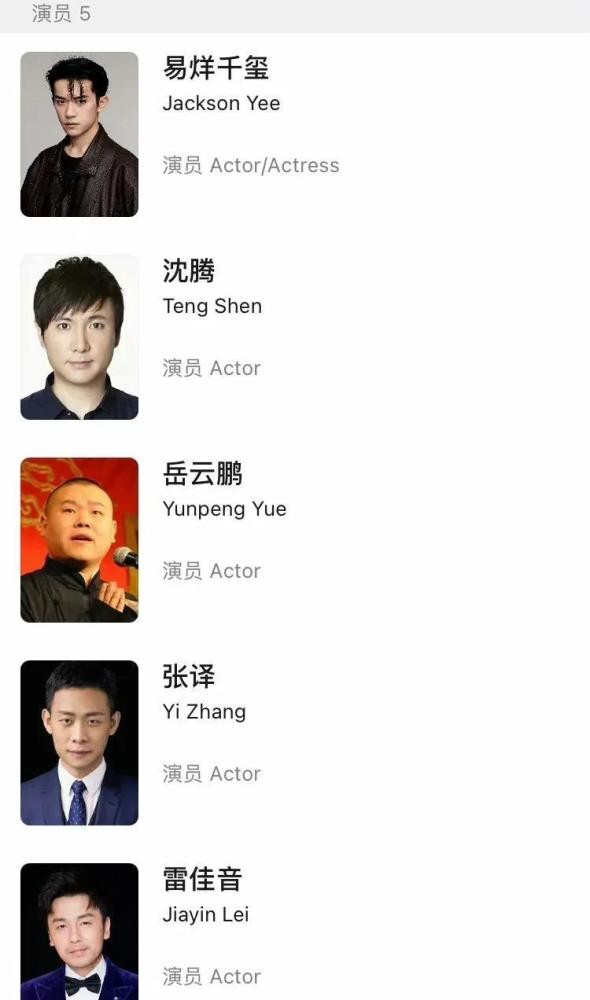 演员 5
易烊千玺
Jackson Yee
演员 Actor/Actress
沈腾
Teng Shen
演员 Actor
岳云鹏
Yunpeng Yue
演员 Actor
张译
Yi Zhang
演员 Actor
雷佳音
Jiayin Lei
演员 Actor